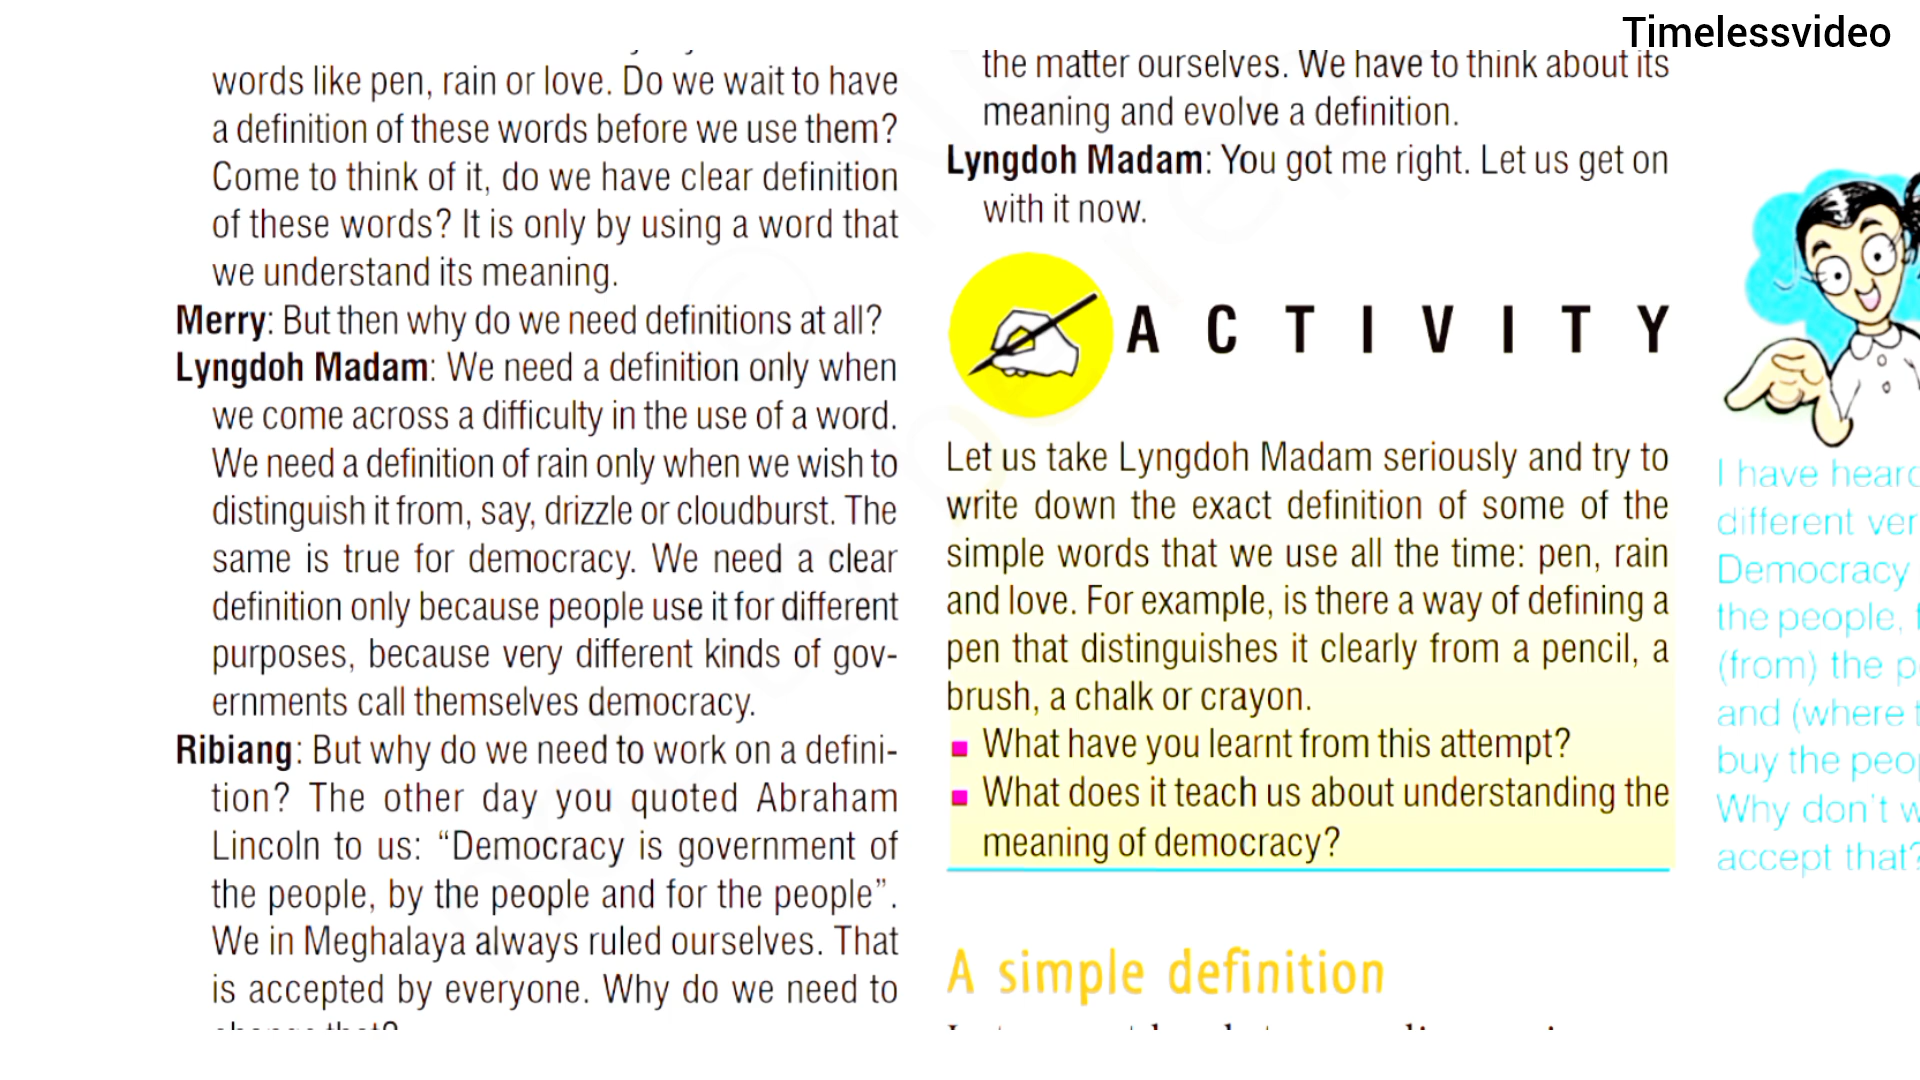 Timelessvideo
words like pen, rain or love. Do we wait to have
a definition of these words before we use them?
Come to think of it, do we have clear definition
of these words? It is only by using a word that
we understand its meaning.
Merry: But then why do we need definitions at all?
Lyngdoh Madam: We need a definition only when
we come across a difficulty in the use of a word.
We need a definition of rain only when we wish to
distinguish it from, say, drizzle or cloudburst. The
same is true for democracy. We need a clear
definition only because people use it for different
purposes, because very different kinds of gov-
ernments call themselves democracy.
Ribiang: But why do we need to work on a defini-
tion? The other day you quoted Abraham
Lincoln to us: “Democracy is government of
the people, by the people and for the people”.
We in Meghalaya always ruled ourselves. That
is accepted by everyone. Why do we need to
the matter ourselves. We have to think about its
meaning and evolve a definition.
Lyngdoh Madam: You got me right. Let us get on
with it now.
ACTIVITY
Let us take Lyngdoh Madam seriously and try to
write down the exact definition of some of the
simple words that we use all the time: pen, rain
and love. For example, is there a way of defining a
pen that distinguishes it clearly from a pencil, a
brush, a chalk or crayon.
What have you learnt from this attempt?
What does it teach us about understanding the
meaning of democracy?
A simple definition
I have
different
Democracy
the people,
(from) the
and (where
buy the
Why don't
accept that?